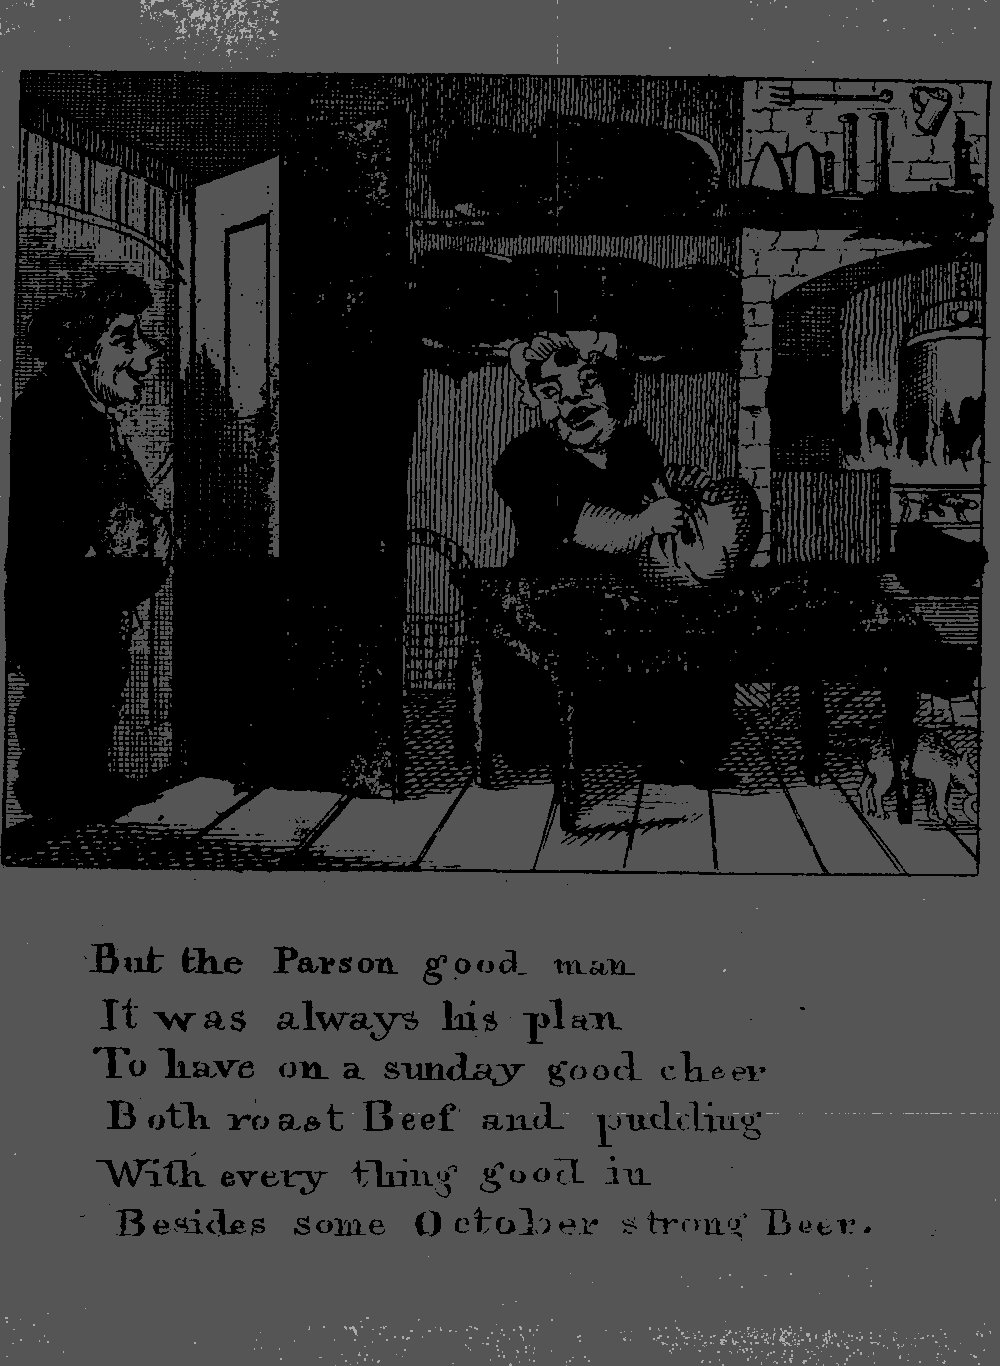 But the Parson good man
It was always his plan
To have on a sunday good cheer
Both roast Beef and pudding
With every thing good in
Besides some October strong Beer.